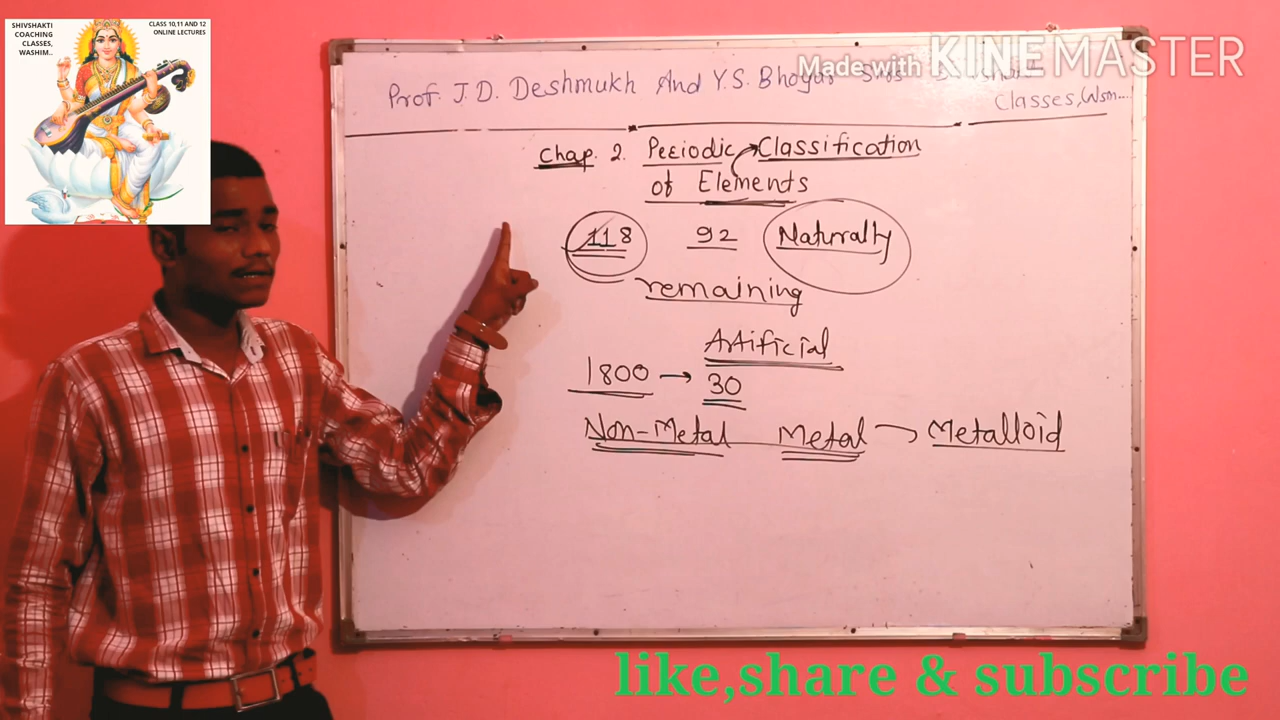 SHIVSHAKTI
COACHING
CLASSES,
WASHIM..
CLASS 10,11 AND 12
ONLINE LECTURES
Made with KINEMASTER
Prof. J.D. Deshmukh And Y.S. Bhoyar
Classes, Wsm....
Chap. 2. Periodic Classification
of Elements
118 92 Naturally
remaining
Artificial
1800 → 30
Non-Metal Metal → Metalloid
like,share & subscribe